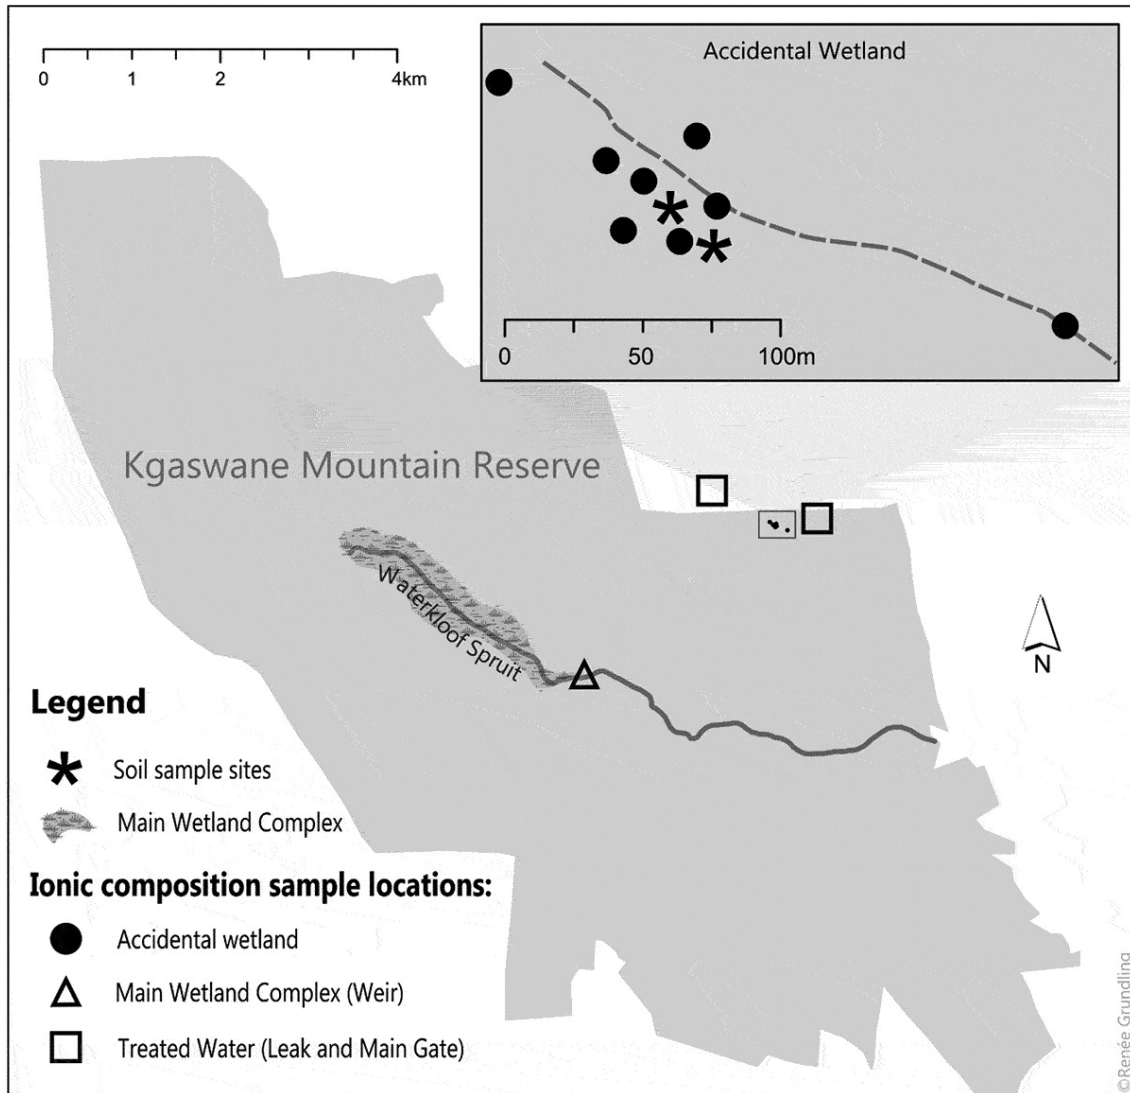 0 1 2 4km
Accidental Wetland
0 50 100m
Kgaswane Mountain Reserve
Waterkloof Spruit
N
Legend
Soil sample sites
Main Wetland Complex
Ionic composition sample locations:
Accidental wetland
Main Wetland Complex (Weir)
Treated Water (Leak and Main Gate)
©Renée Grundling